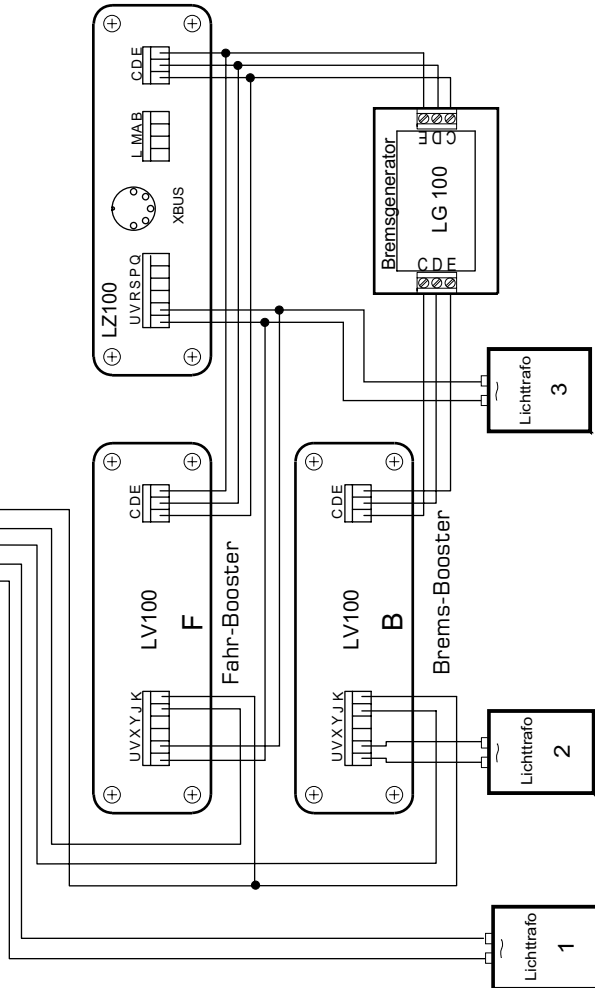 C D E
L M A B
XBUS
U V R S P Q
LZ100
C D E
Bremsgenerator
LG 100
C D E
C D E
LV100
F
U V X Y J K
Fahr-Booster
C D E
LV100
B
U V X Y J K
Brems-Booster
Lichttrafo
3
~
Lichttrafo
2
~
Lichttrafo
1
~